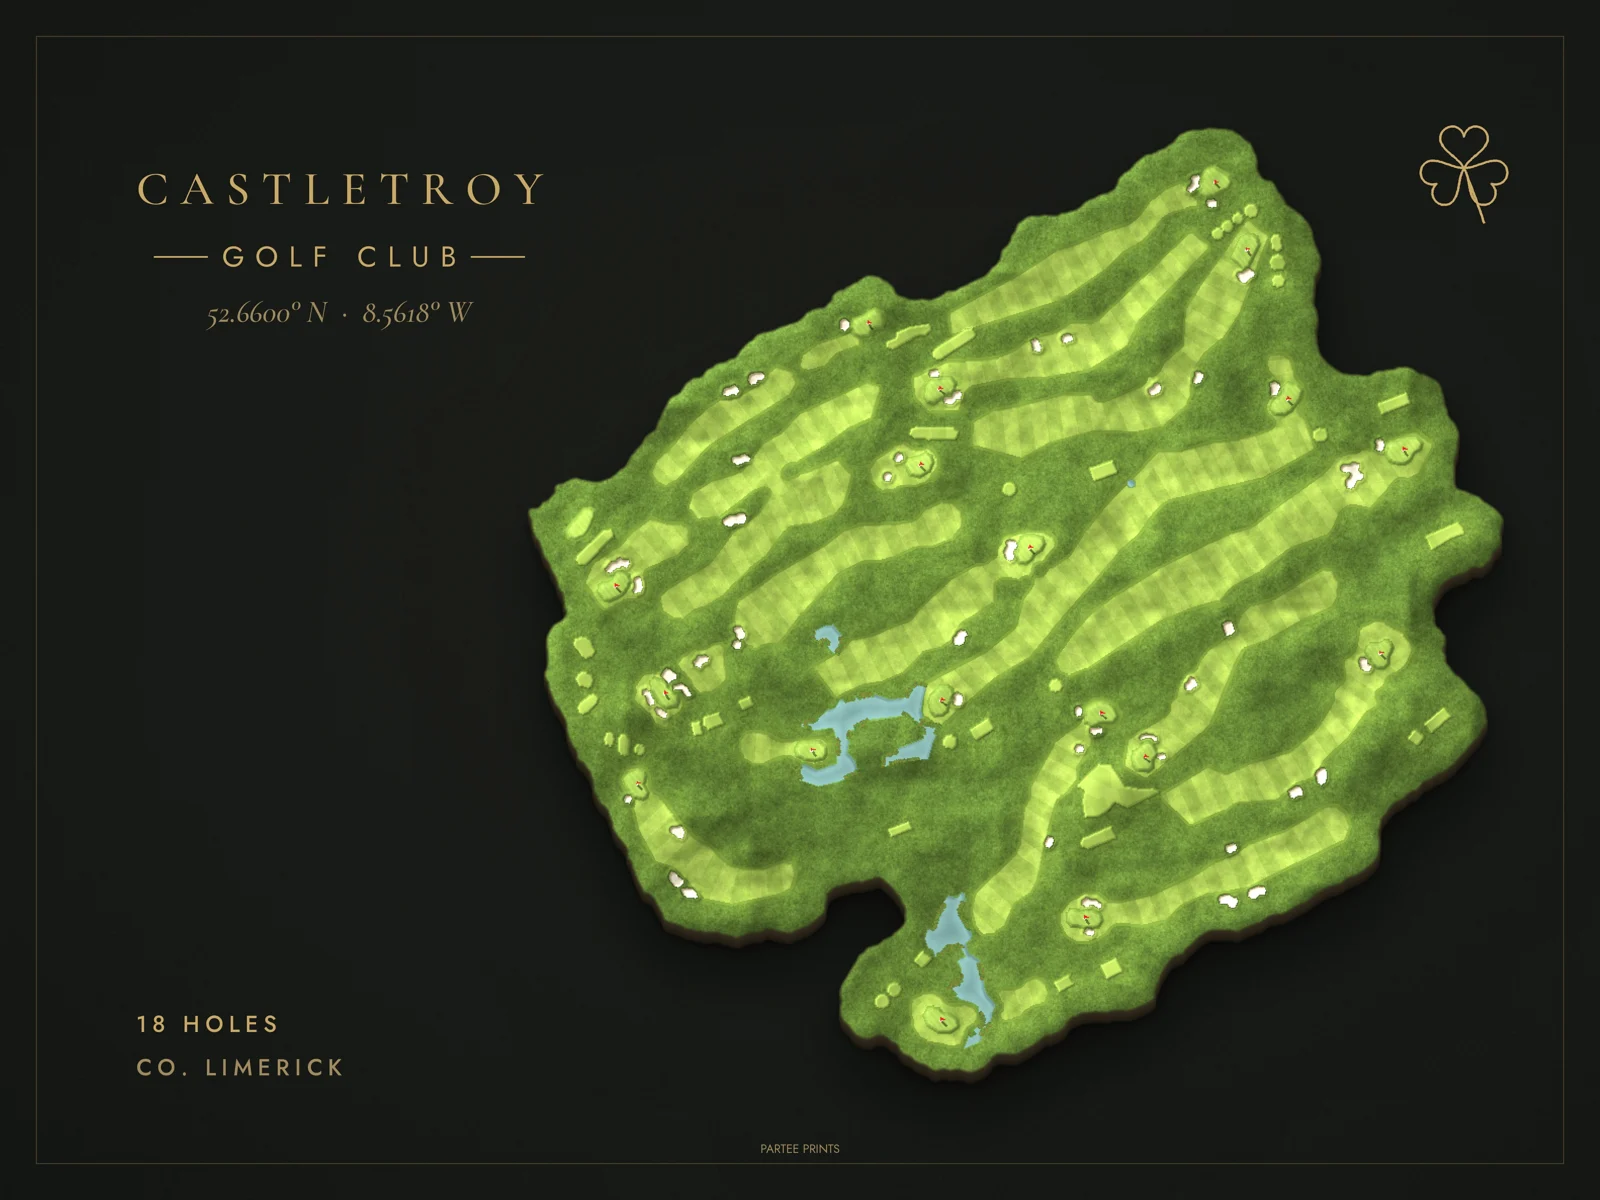 CASTLETROY
GOLF CLUB
52.6600° N · 8.5618° W
18 HOLES
CO. LIMERICK
PARTEE PRINTS